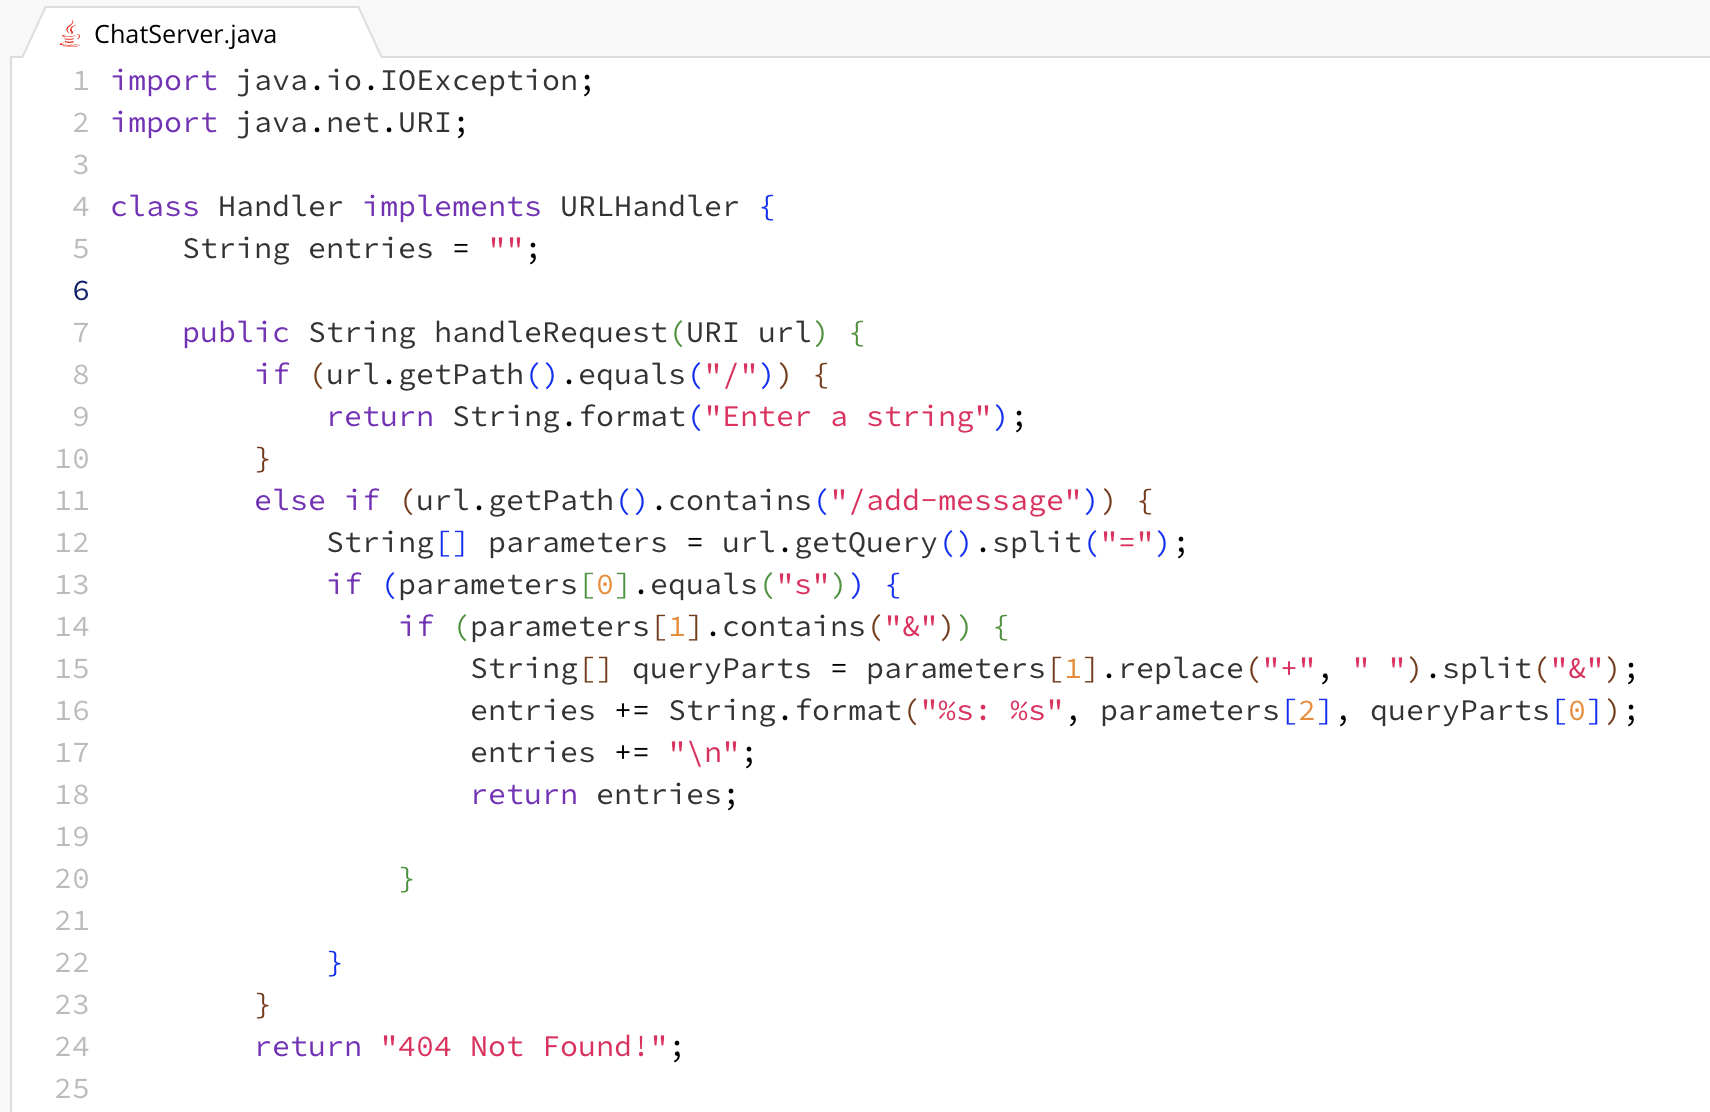 ChatServer.java
1 import java.io.IOException;
2 import java.net.URI;
3
4 class Handler implements URLHandler {
5     String entries = "";
6
7     public String handleRequest(URI url) {
8         if (url.getPath().equals("/")) {
9             return String.format("Enter a string");
10         }
11         else if (url.getPath().contains("/add-message")) {
12             String[] parameters = url.getQuery().split("=");
13             if (parameters[0].equals("s")) {
14                 if (parameters[1].contains("&")) {
15                     String[] queryParts = parameters[1].replace("+", " ").split("&");
16                     entries += String.format("%s: %s", parameters[2], queryParts[0]);
17                     entries += "\n";
18                     return entries;
19
20                 }
21
22             }
23         }
24         return "404 Not Found!";
25